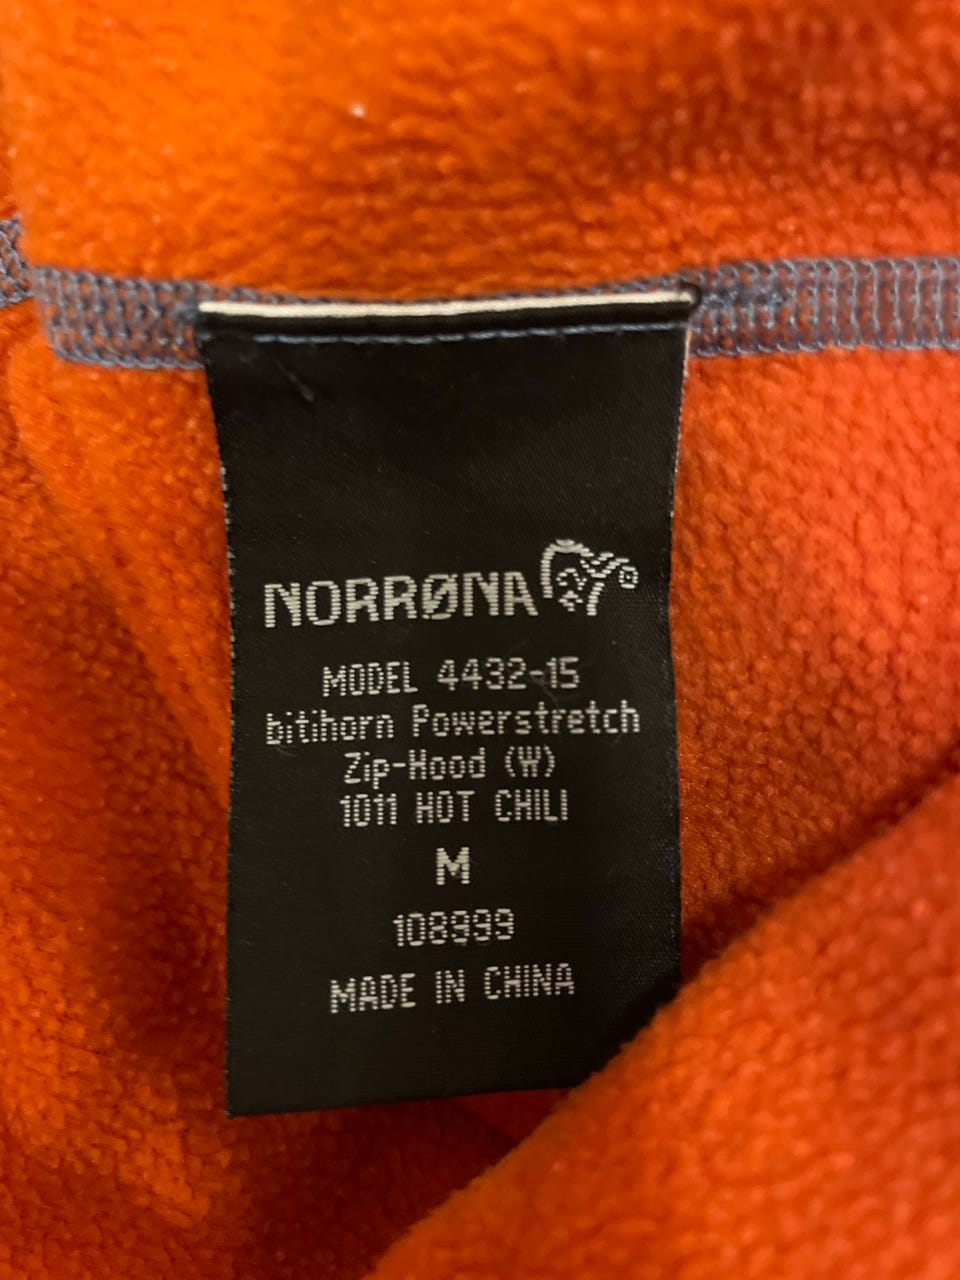 NORRØNA
MODEL 4432-15
bitihorn Powerstretch
Zip-Hood (W)
1011 HOT CHILI
M
108999
MADE IN CHINA